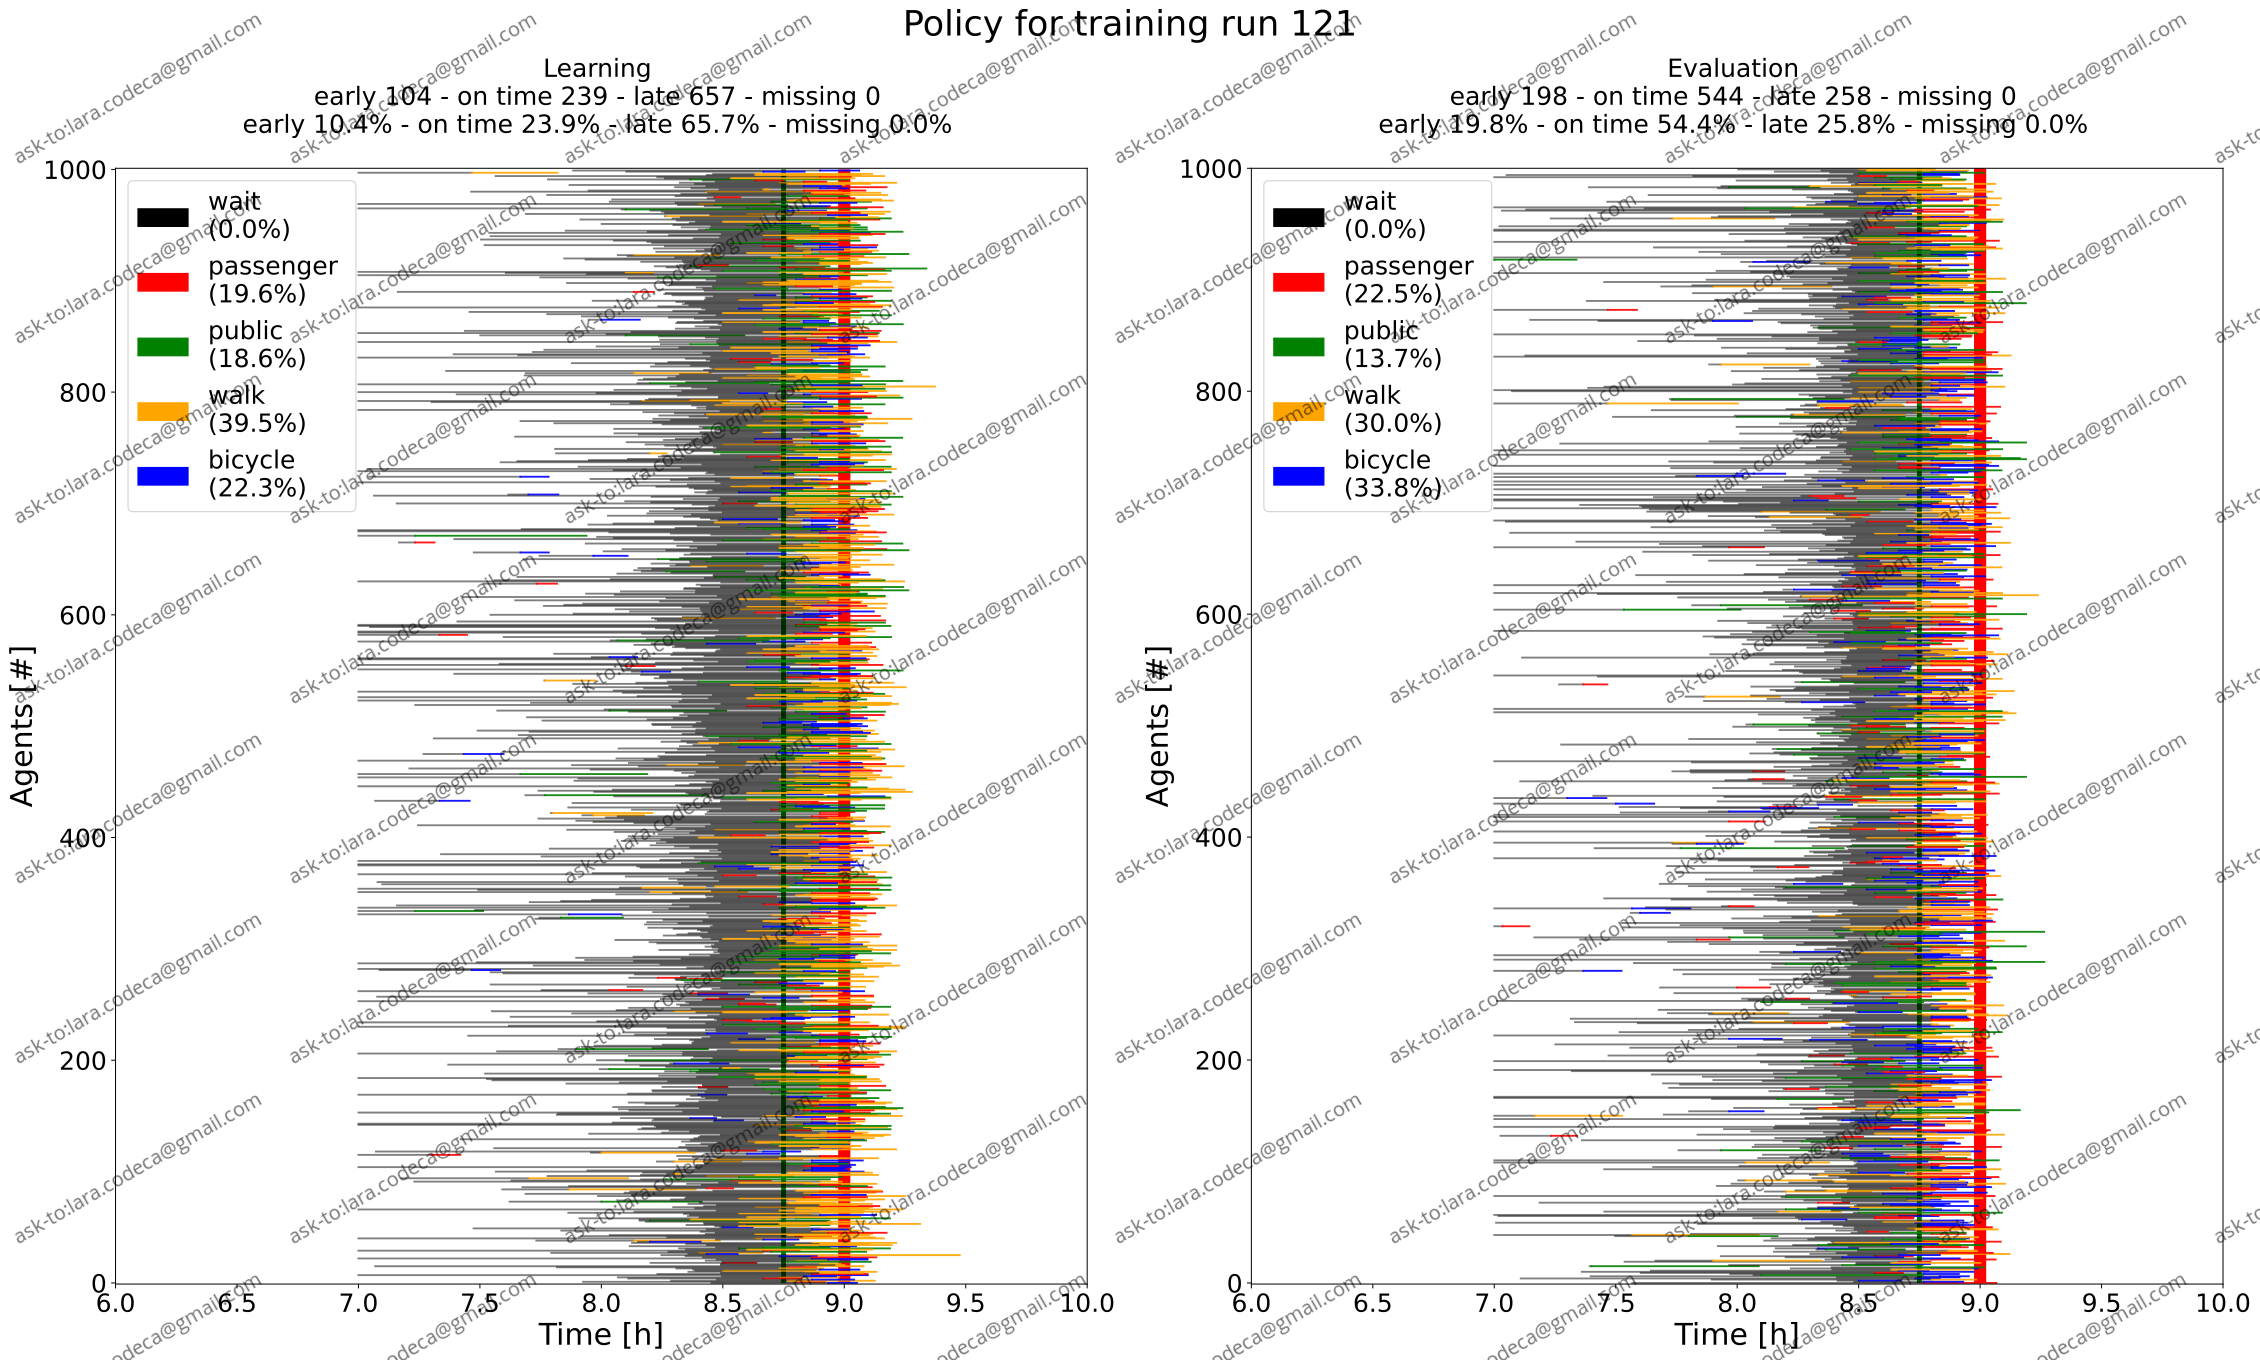 Policy for training run 121
Learning
early 104 - on time 239 - late 657 - missing 0
early 10.4% - on time 23.9% - late 65.7% - missing 0.0%
Agents [#]
1000
800
600
400
200
0
wait
(0.0%)
passenger
(19.6%)
public
(18.6%)
walk
(39.5%)
bicycle
(22.3%)
6.0 6.5 7.0 7.5 8.0 8.5 9.0 9.5 10.0
Time [h]
Evaluation
early 198 - on time 544 - late 258 - missing 0
early 19.8% - on time 54.4% - late 25.8% - missing 0.0%
Agents [#]
1000
800
600
400
200
0
wait
(0.0%)
passenger
(22.5%)
public
(13.7%)
walk
(30.0%)
bicycle
(33.8%)
6.0 6.5 7.0 7.5 8.0 8.5 9.0 9.5 10.0
Time [h]
ask-to:lara.codeca@gmail.com